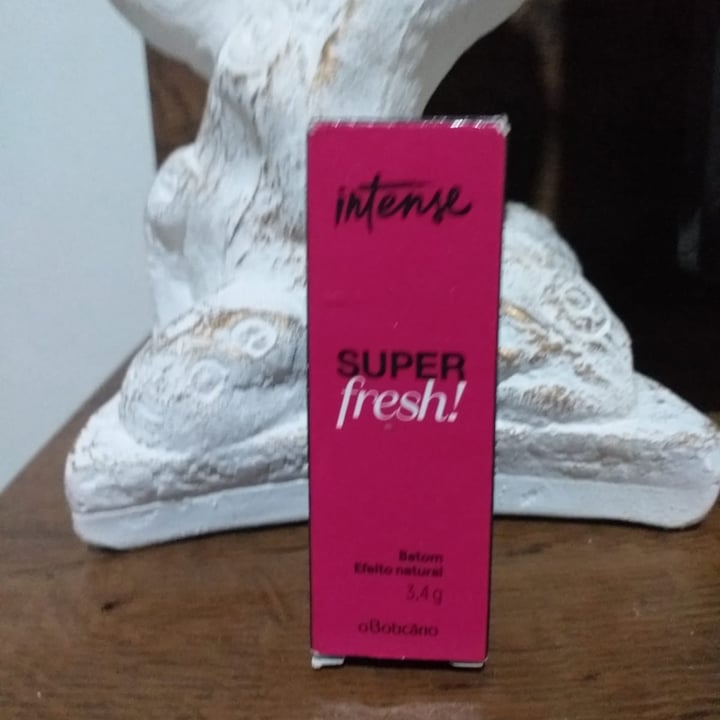 intense
SUPER
fresh!
Batom
Efeito natural
3,4 g
oBoticário